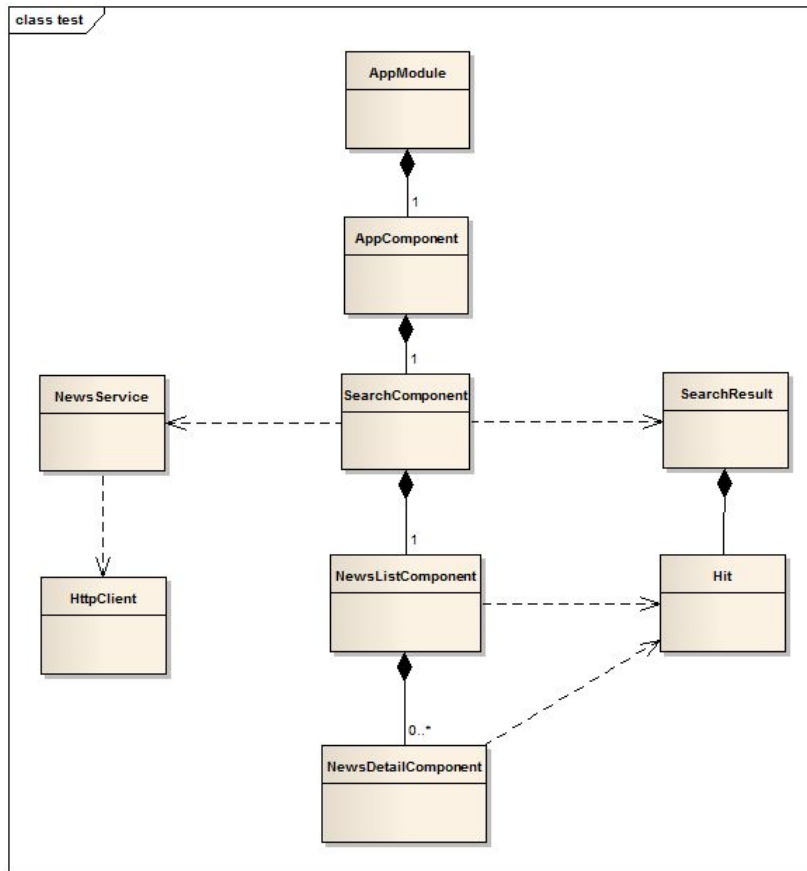 class test
AppModule
1
AppComponent
1
NewsService
SearchComponent
SearchResult
1
NewsListComponent
Hit
HttpClient
0..*
NewsDetailComponent